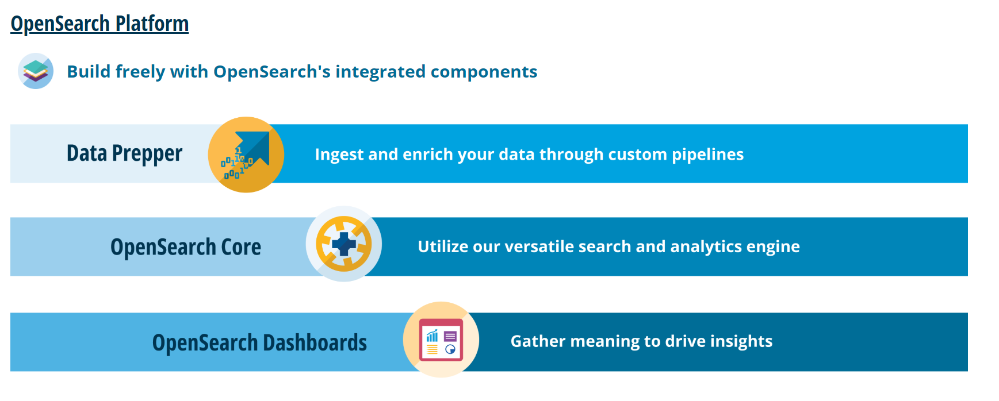 OpenSearch Platform
Build freely with OpenSearch's integrated components
Data Prepper
Ingest and enrich your data through custom pipelines
OpenSearch Core
Utilize our versatile search and analytics engine
OpenSearch Dashboards
Gather meaning to drive insights